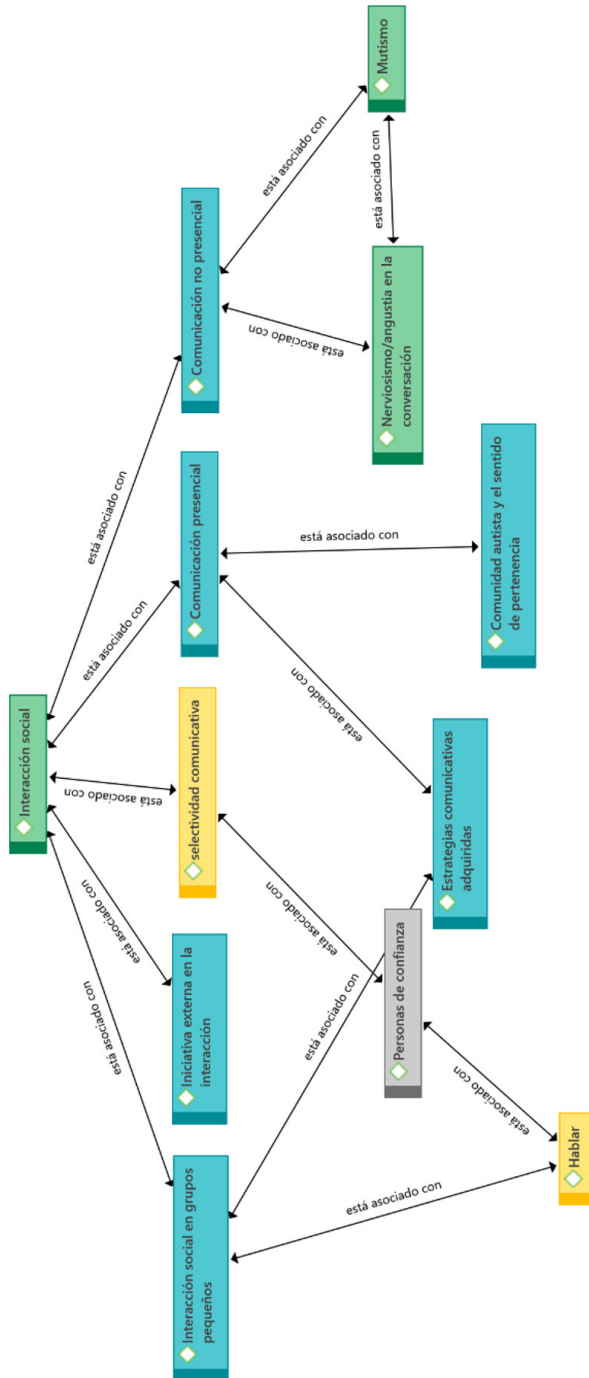 Interacción social
está asociado con
está asociado con
está asociado con
está asociado con
está asociado con
Interacción social en grupos
pequeños
Iniciativa externa en la
interacción
selectividad comunicativa
Comunicación presencial
Comunicación no presencial
está asociado con
está asociado con
está asociado con
está asociado con
está asociado con
está asociado con
Personas de confianza
Estrategias comunicativas
adquiridas
Comunidad autista y el sentido
de pertenencia
Nerviosismo/angustia en la
conversación
está asociado con
Mutismo
está asociado con
está asociado con
Hablar